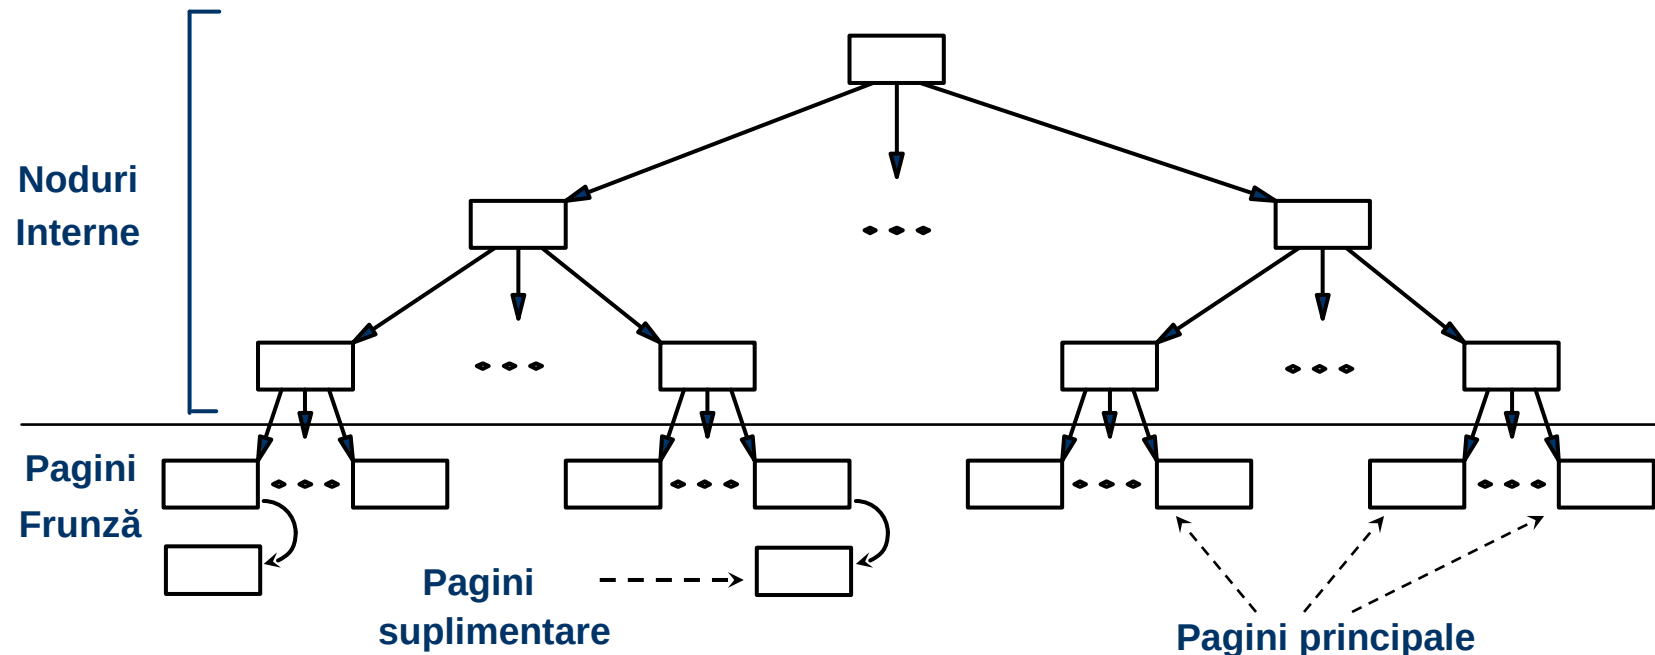 Noduri
Interne
Pagini
Frunză
Pagini
suplimentare
Pagini principale